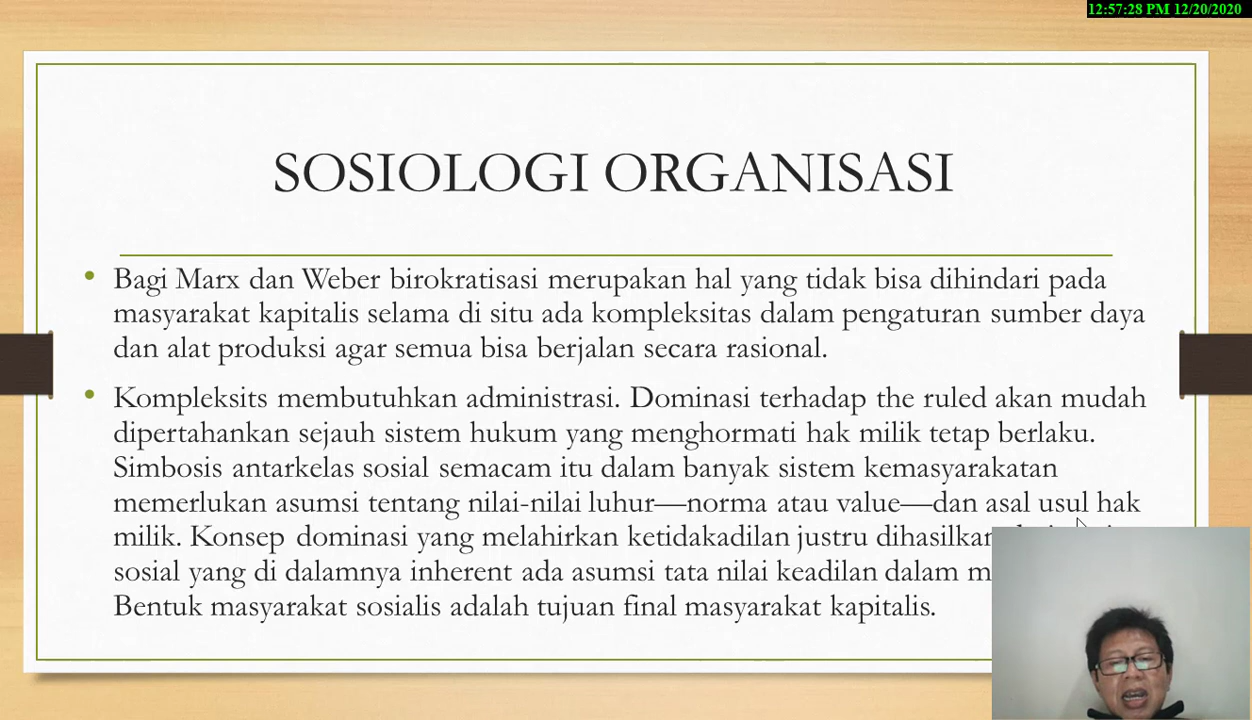 12:57:28 PM 12/20/2020
SOSIOLOGI ORGANISASI
• Bagi Marx dan Weber birokratisasi merupakan hal yang tidak bisa dihindari pada
masyarakat kapitalis selama di situ ada kompleksitas dalam pengaturan sumber daya
dan alat produksi agar semua bisa berjalan secara rasional.
• Kompleksits membutuhkan administrasi. Dominasi terhadap the ruled akan mudah
dipertahankan sejauh sistem hukum yang menghormati hak milik tetap berlaku.
Simbosis antarkelas sosial semacam itu dalam banyak sistem kemasyarakatan
memerlukan asumsi tentang nilai-nilai luhur—norma atau value—dan asal usul hak
milik. Konsep dominasi yang melahirkan ketidakadilan justru dihasilkan
sosial yang di dalamnya inherent ada asumsi tata nilai keadilan dalam
Bentuk masyarakat sosialis adalah tujuan final masyarakat kapitalis.